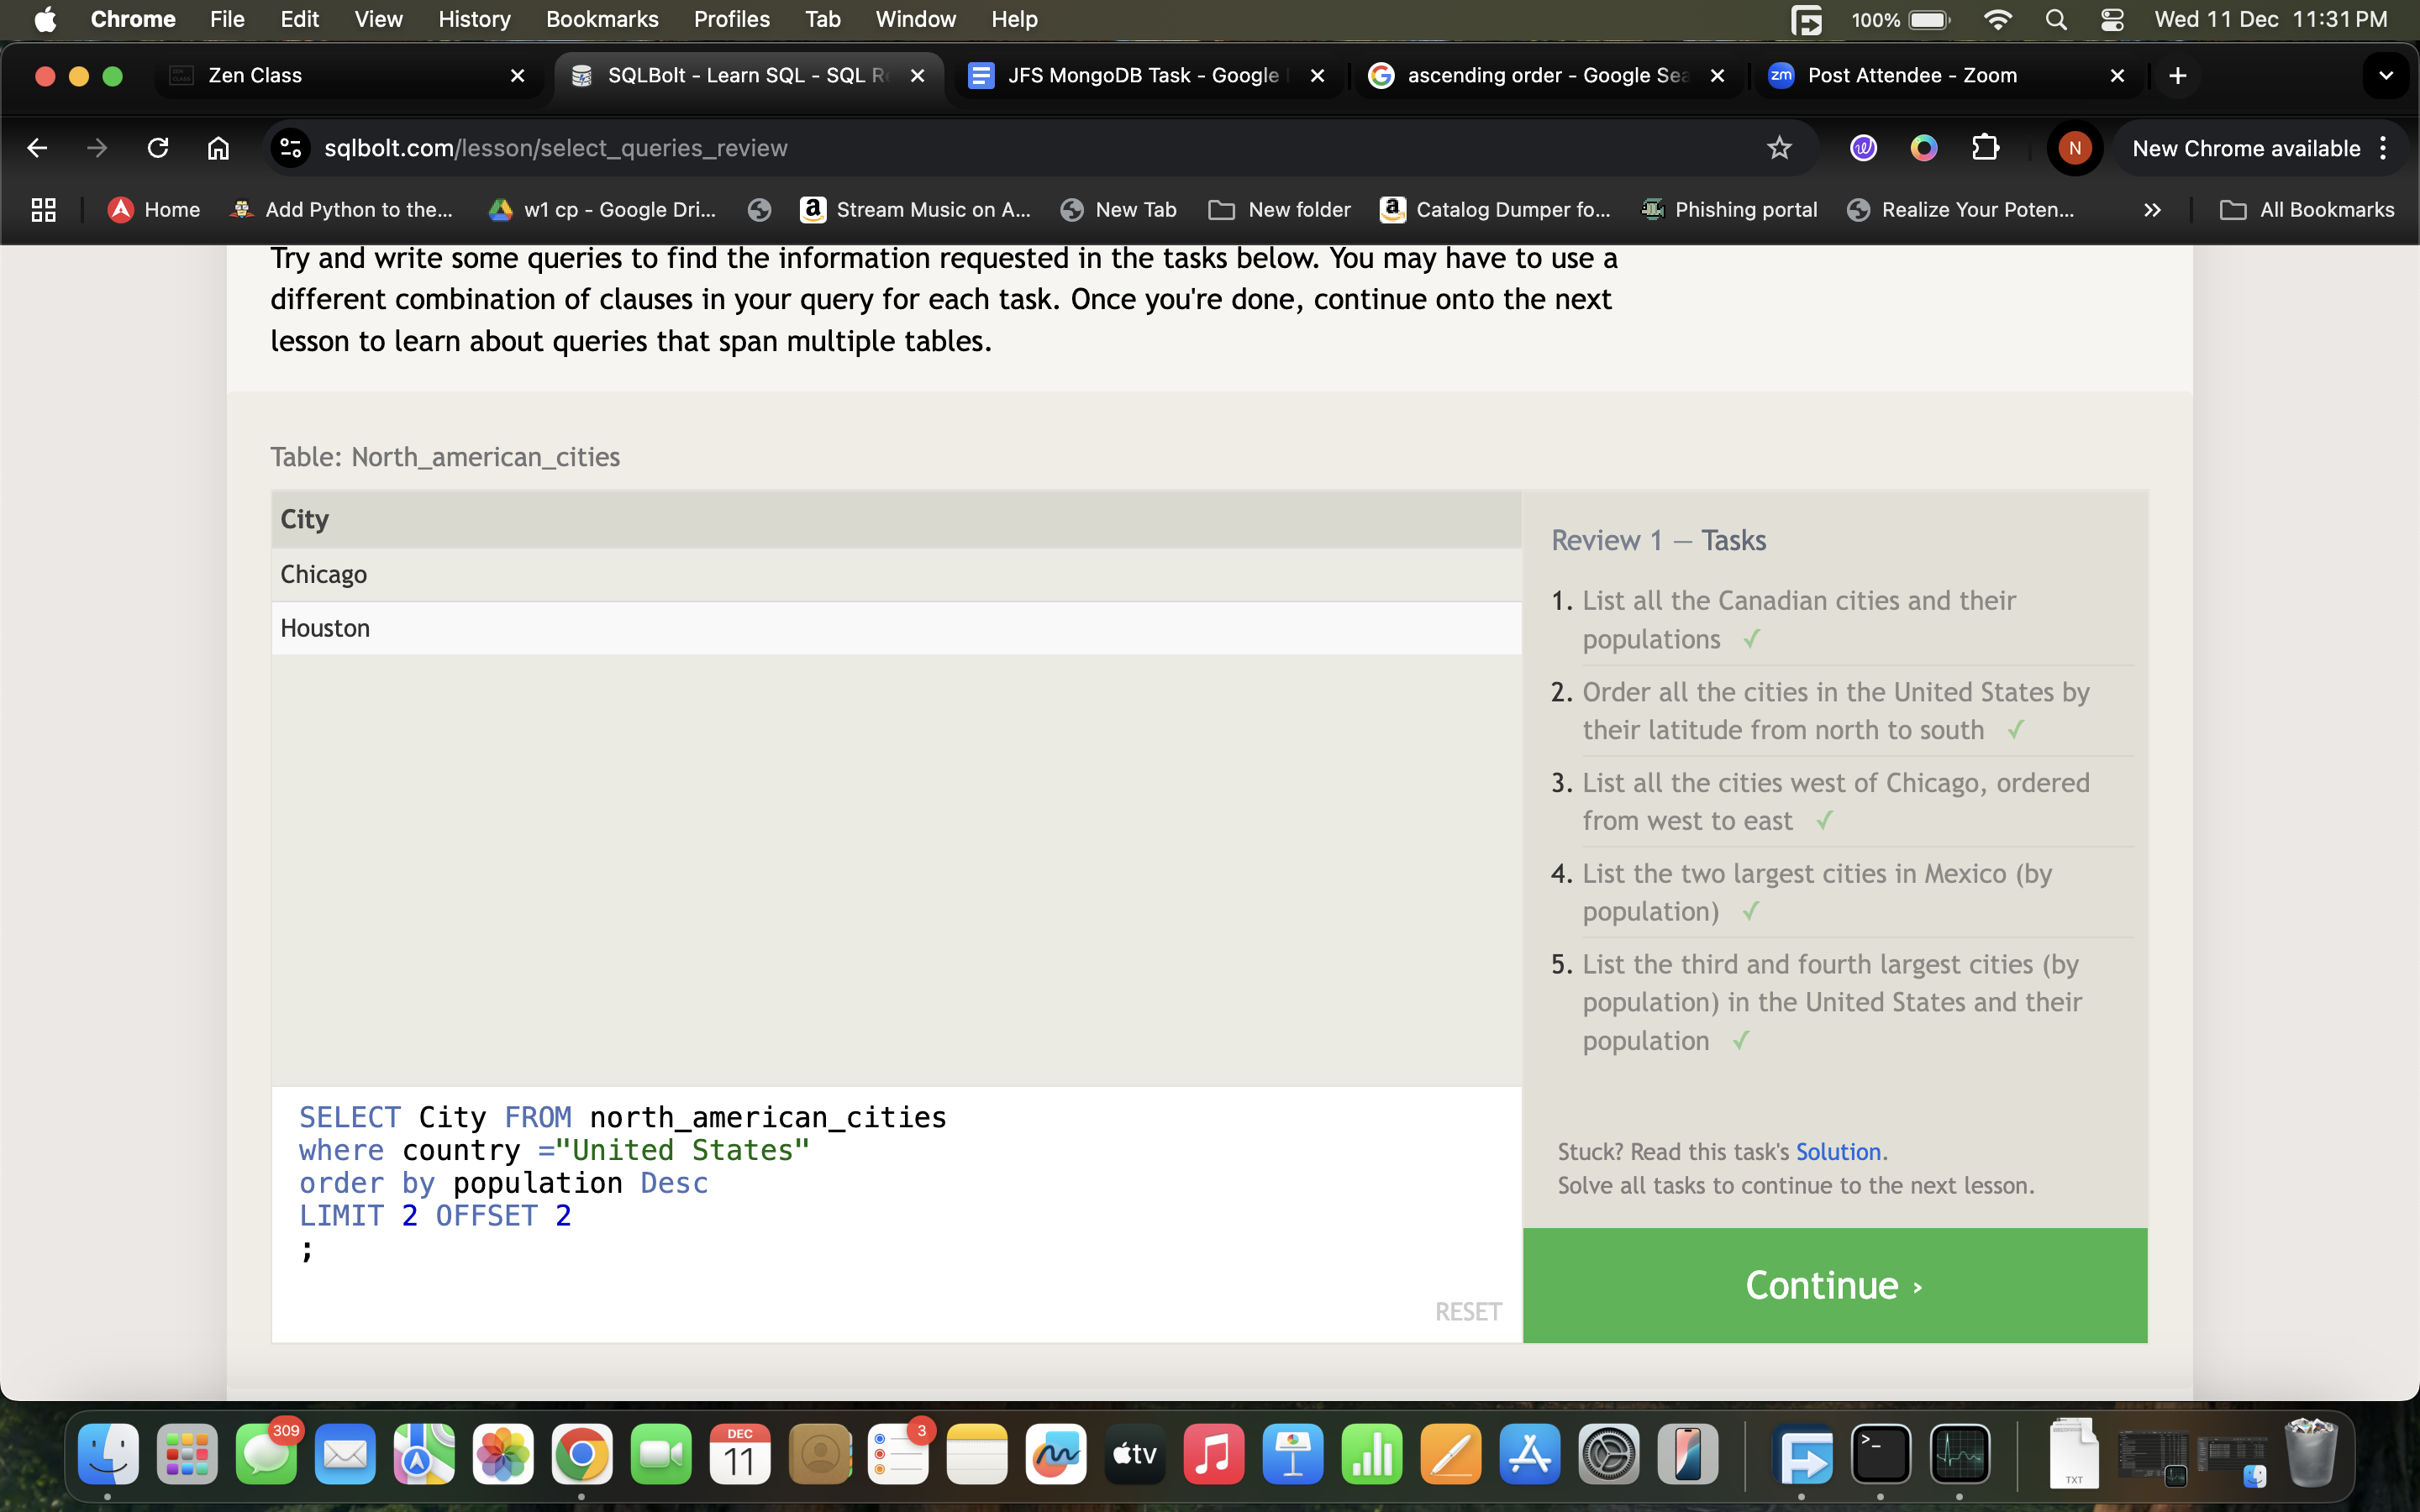 Chrome File Edit View History Bookmarks Profiles Tab Window Help 100% Wed 11 Dec 11:31 PM
Zen Class SQLBolt - Learn SQL - SQL Re JFS MongoDB Task - Google ascending order - Google Sea zm Post Attendee - Zoom
sqlbolt.com/lesson/select_queries_review N New Chrome available
Home Add Python to the... w1 cp - Google Dri... Stream Music on A... New Tab New folder Catalog Dumper fo... Phishing portal Realize Your Poten... All Bookmarks
Try and write some queries to find the information requested in the tasks below. You may have to use a
different combination of clauses in your query for each task. Once you're done, continue onto the next
lesson to learn about queries that span multiple tables.
Table: North_american_cities
City
Chicago
Houston
SELECT City FROM north_american_cities
where country ="United States"
order by population Desc
LIMIT 2 OFFSET 2
;
RESET
Review 1 — Tasks
1. List all the Canadian cities and their
populations ✓
2. Order all the cities in the United States by
their latitude from north to south ✓
3. List all the cities west of Chicago, ordered
from west to east ✓
4. List the two largest cities in Mexico (by
population) ✓
5. List the third and fourth largest cities (by
population) in the United States and their
population ✓
Stuck? Read this task's Solution.
Solve all tasks to continue to the next lesson.
Continue ›
309 DEC 11 3 tv >_ TXT